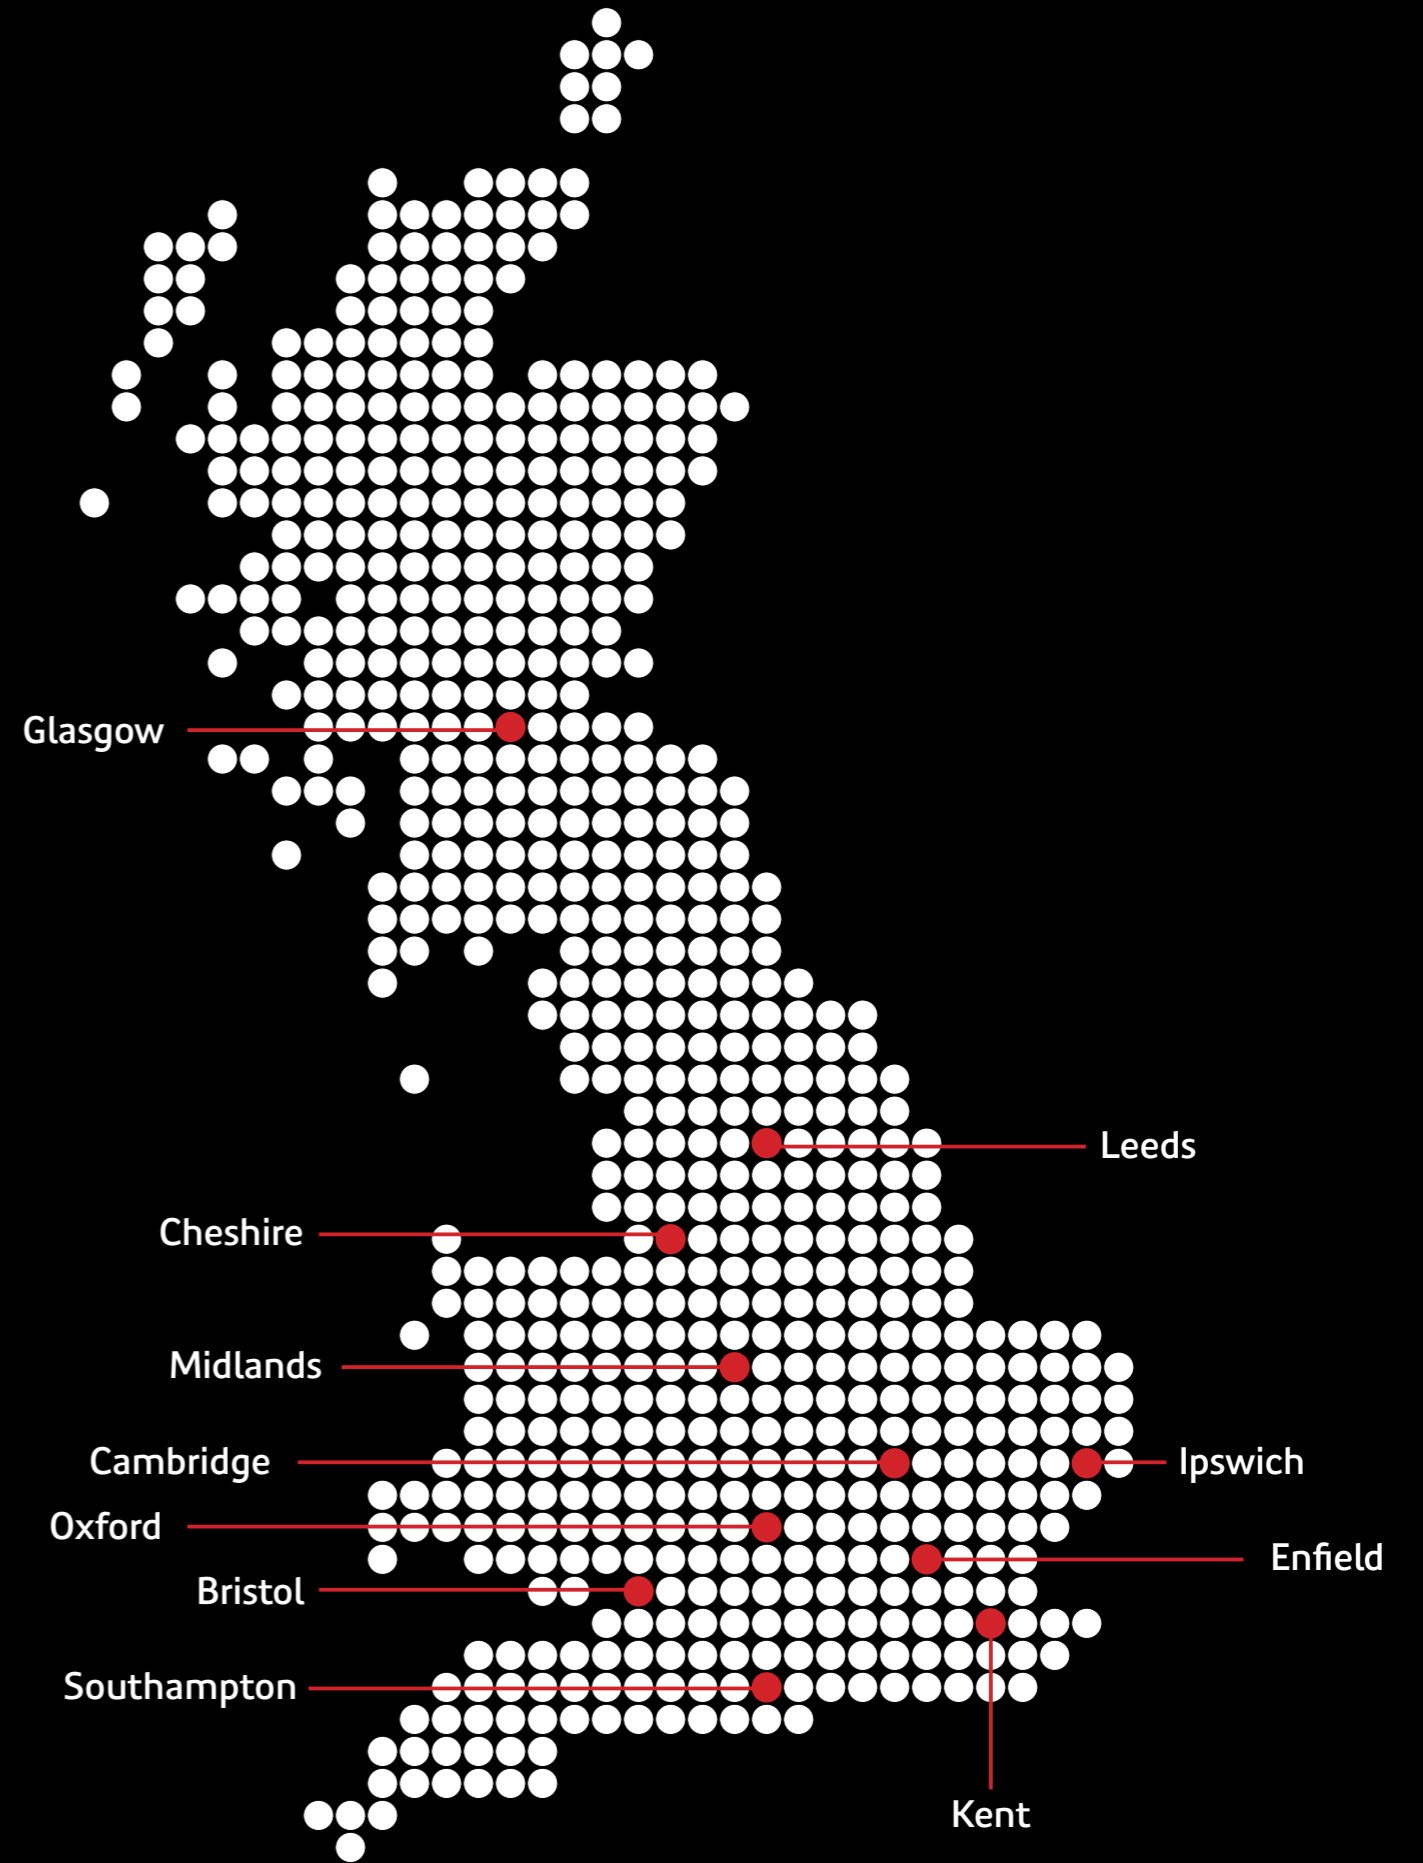 Glasgow
Leeds
Cheshire
Midlands
Cambridge
Ipswich
Oxford
Enfield
Bristol
Southampton
Kent